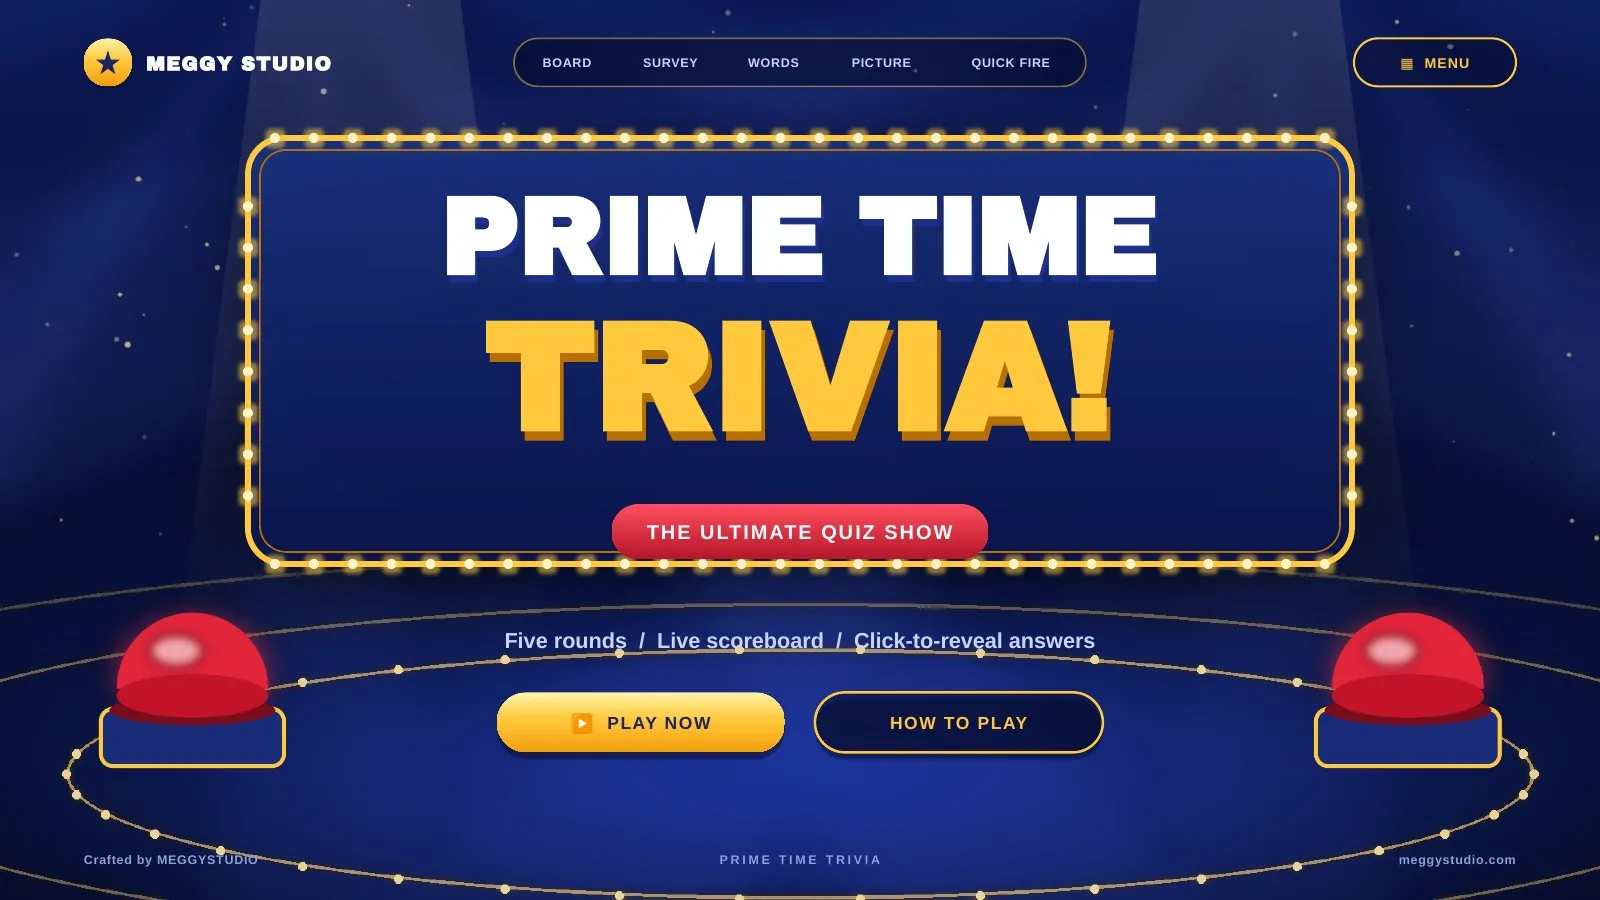 MEGGY STUDIO
BOARD SURVEY WORDS PICTURE QUICK FIRE
MENU
PRIME TIME
TRIVIA!
THE ULTIMATE QUIZ SHOW
Five rounds / Live scoreboard / Click-to-reveal answers
PLAY NOW
HOW TO PLAY
Crafted by MEGGYSTUDIO
PRIME TIME TRIVIA
meggystudio.com